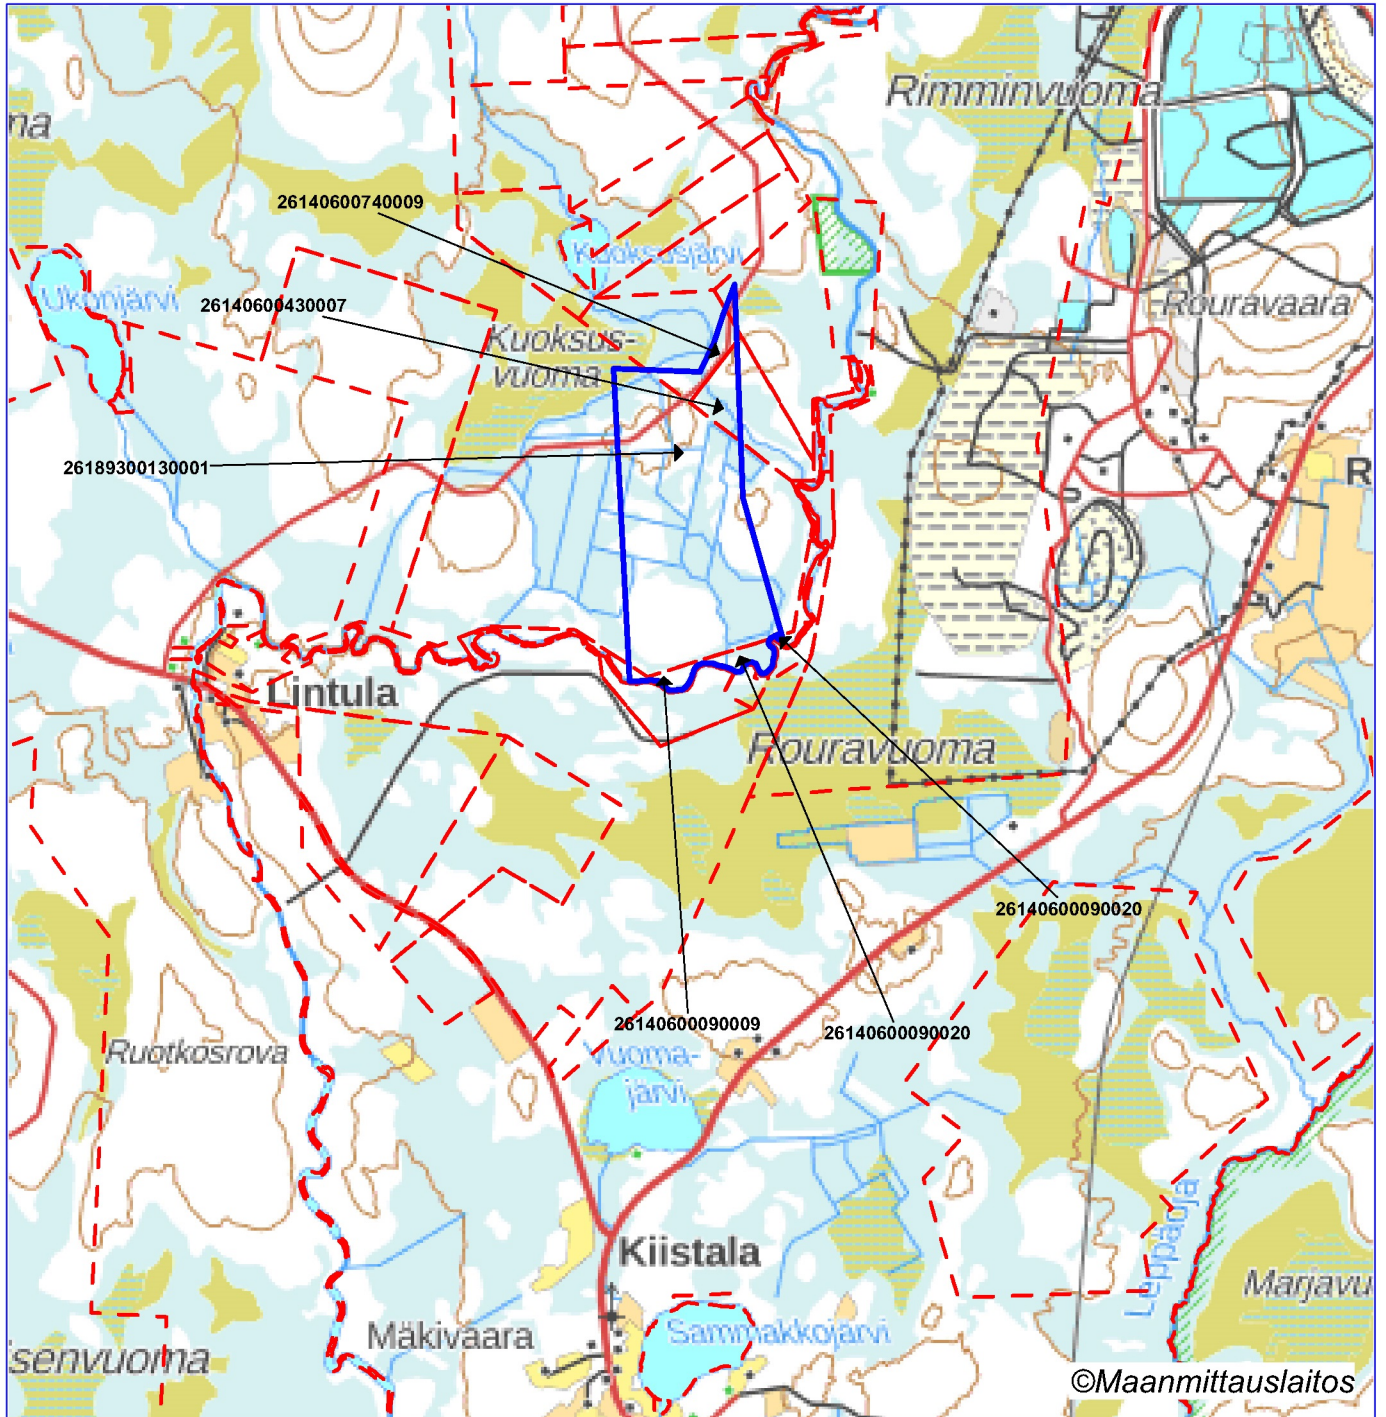 Rimminvuoma
na
26140600740009
Kuoksusjärvi
Ukonjärvi
26140600430007
Rouravaara
Kuoksus-
vuoma
26189300130001
R
Lintula
Rouravuoma
26140600090020
26140600090009
26140600090020
Ruotkosrova
Vuoma-
järvi
Leppäoja
Kiistala
Marjavu
Mäkivaara
Sammakkojärvi
isenvuoma
©Maanmittauslaitos